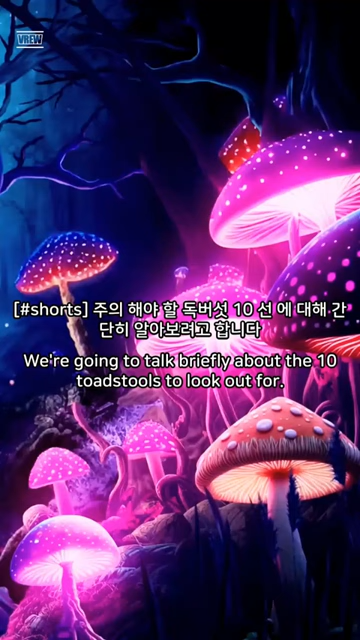 VREW
[#shorts] 주의 해야 할 독버섯 10 선 에 대해 간
단히 알아보려고 합니다
We're going to talk briefly about the 10
toadstools to look out for.